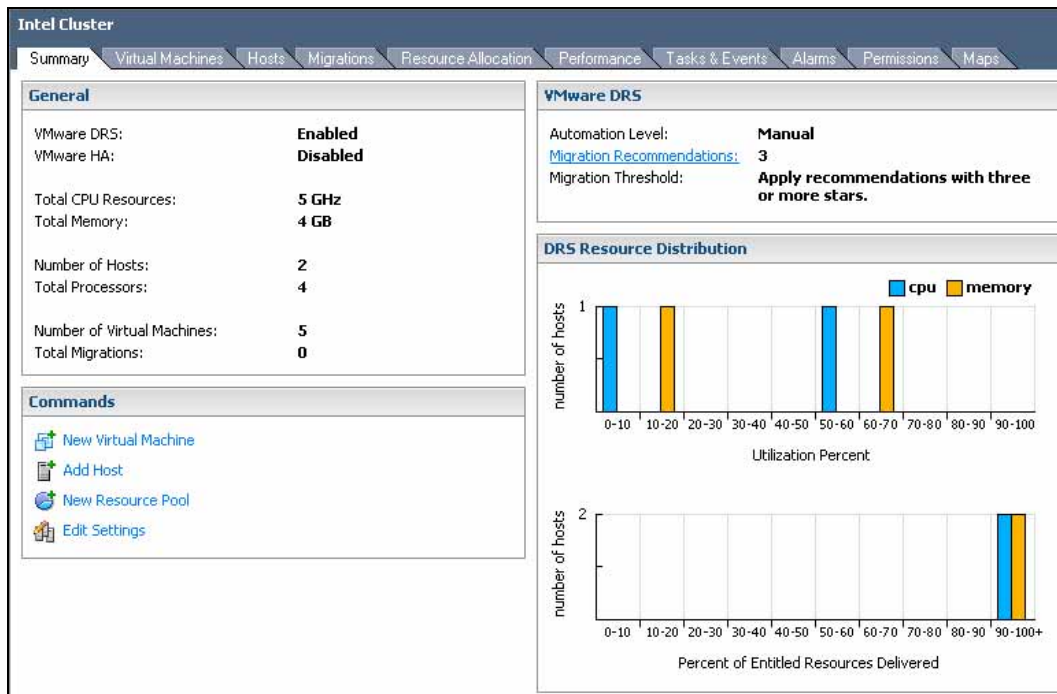 Intel Cluster
Summary Virtual Machines Hosts Migrations Resource Allocation Performance Tasks & Events Alarms Permissions Maps
General
VMware DRS: Enabled
VMware HA: Disabled
Total CPU Resources: 5 GHz
Total Memory: 4 GB
Number of Hosts: 2
Total Processors: 4
Number of Virtual Machines: 5
Total Migrations: 0
Commands
New Virtual Machine
Add Host
New Resource Pool
Edit Settings
VMware DRS
Automation Level: Manual
Migration Recommendations: 3
Migration Threshold: Apply recommendations with three
or more stars.
DRS Resource Distribution
cpu memory
1
number of hosts
0-10 10-20 20-30 30-40 40-50 50-60 60-70 70-80 80-90 90-100
Utilization Percent
2
number of hosts
0-10 10-20 20-30 30-40 40-50 50-60 60-70 70-80 80-90 90-100+
Percent of Entitled Resources Delivered